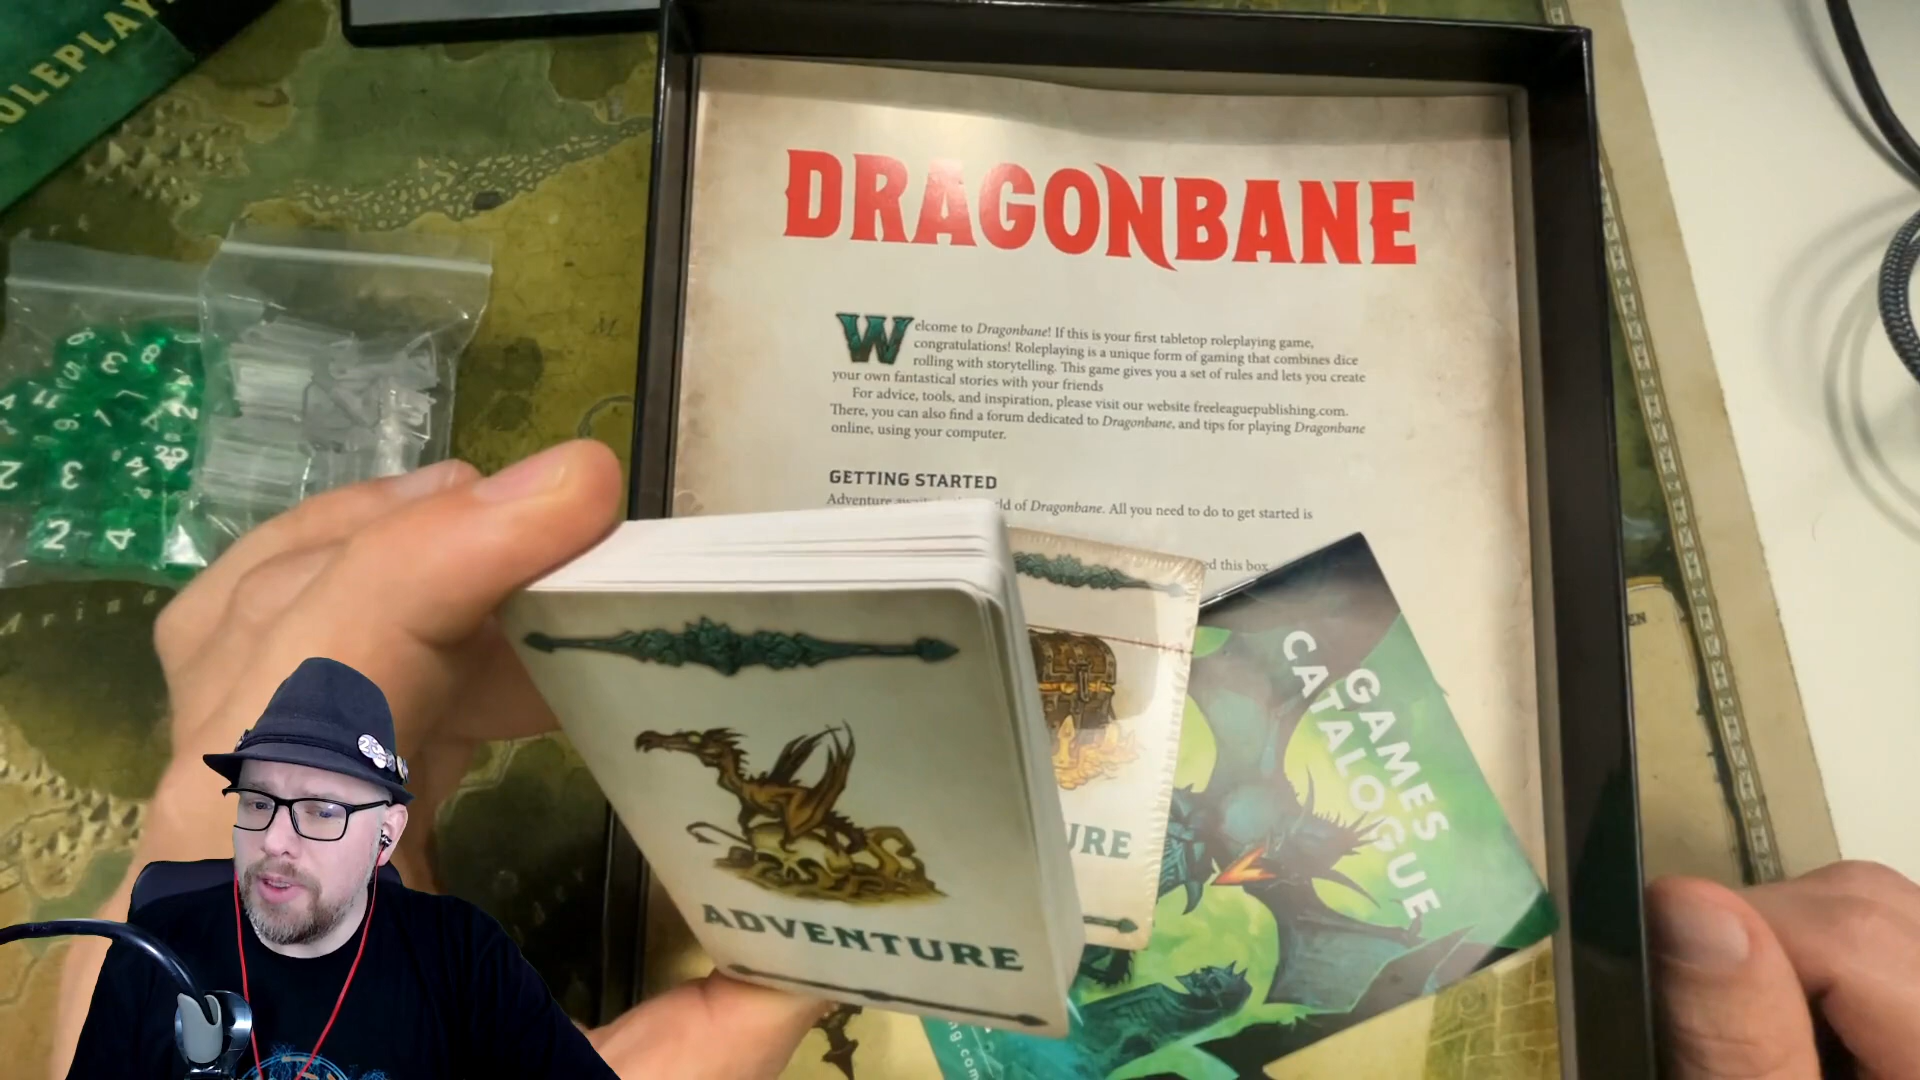 ROLEPLAY
DRAGONBANE
Welcome to Dragonbane! If this is your first tabletop roleplaying game,
congratulations! Roleplaying is a unique form of gaming that combines dice
rolling with storytelling. This game gives you a set of rules and lets you create
your own fantastical stories with your friends
For advice, tools, and inspiration, please visit our website freeleaguepublishing.com.
There, you can also find a forum dedicated to Dragonbane, and tips for playing Dragonbane
online, using your computer.
GETTING STARTED
Adventure of Dragonbane. All you need to do to get started is
this box
GAMES
CATALOGUE
URE
ADVENTURE